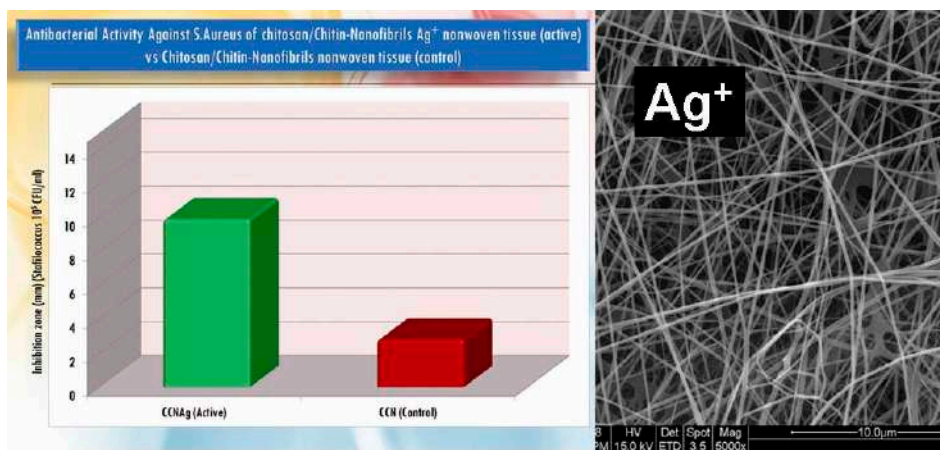 Antibacterial Activity Against S.Aureus of chitosan/Chitin-Nanofibrils Ag⁺ nonwoven tissue (active)
vs Chitosan/Chitin-Nanofibrils nonwoven tissue (control)
Inhibition zone (mm) (Stafilococcus 10⁵ CFU/ml)
14
12
10
8
6
4
2
0
CCNAg (Active)
CCN (Control)
Ag⁺
8 HV Det Spot Mag
PM 15.0 kV ETD 3.5 5000x
10.0µm